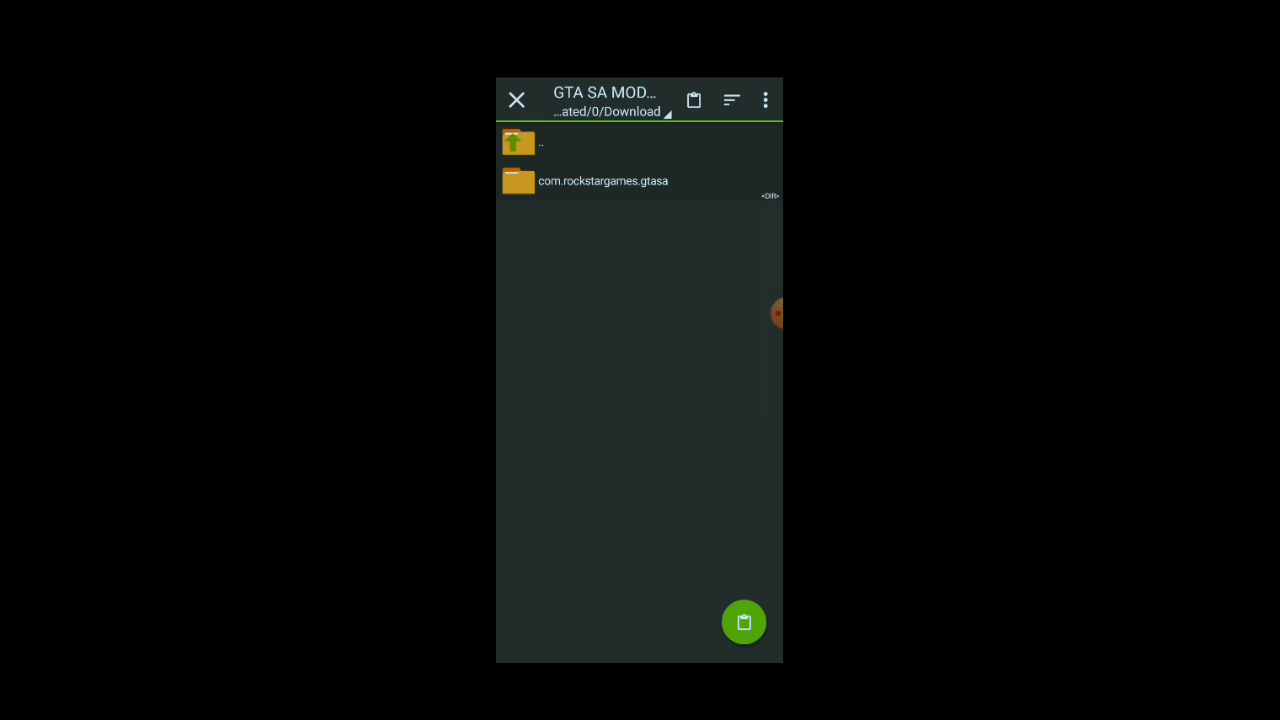 GTA SA MOD...
...ated/0/Download
..
com.rockstargames.gtasa
<DIR>